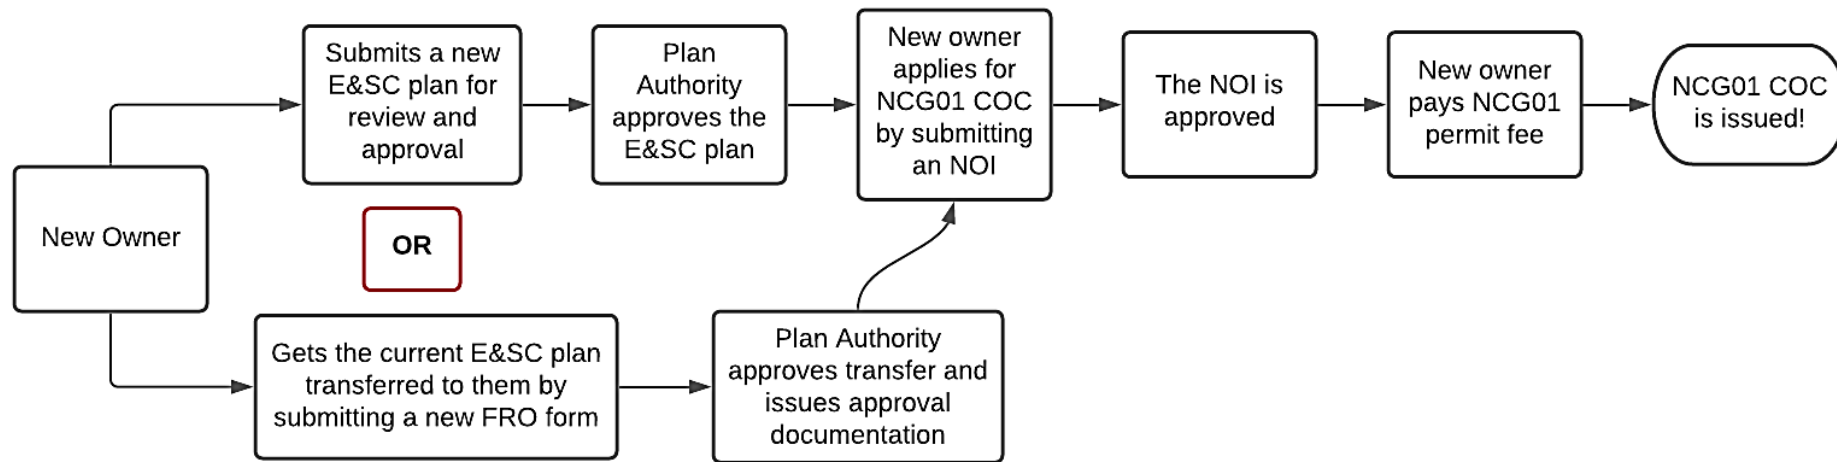 New Owner
Submits a new
E&SC plan for
review and
approval
Plan
Authority
approves the
E&SC plan
New owner
applies for
NCG01 COC
by submitting
an NOI
The NOI is
approved
New owner
pays NCG01
permit fee
NCG01 COC
is issued!
OR
Gets the current E&SC plan
transferred to them by
submitting a new FRO form
Plan Authority
approves transfer and
issues approval
documentation